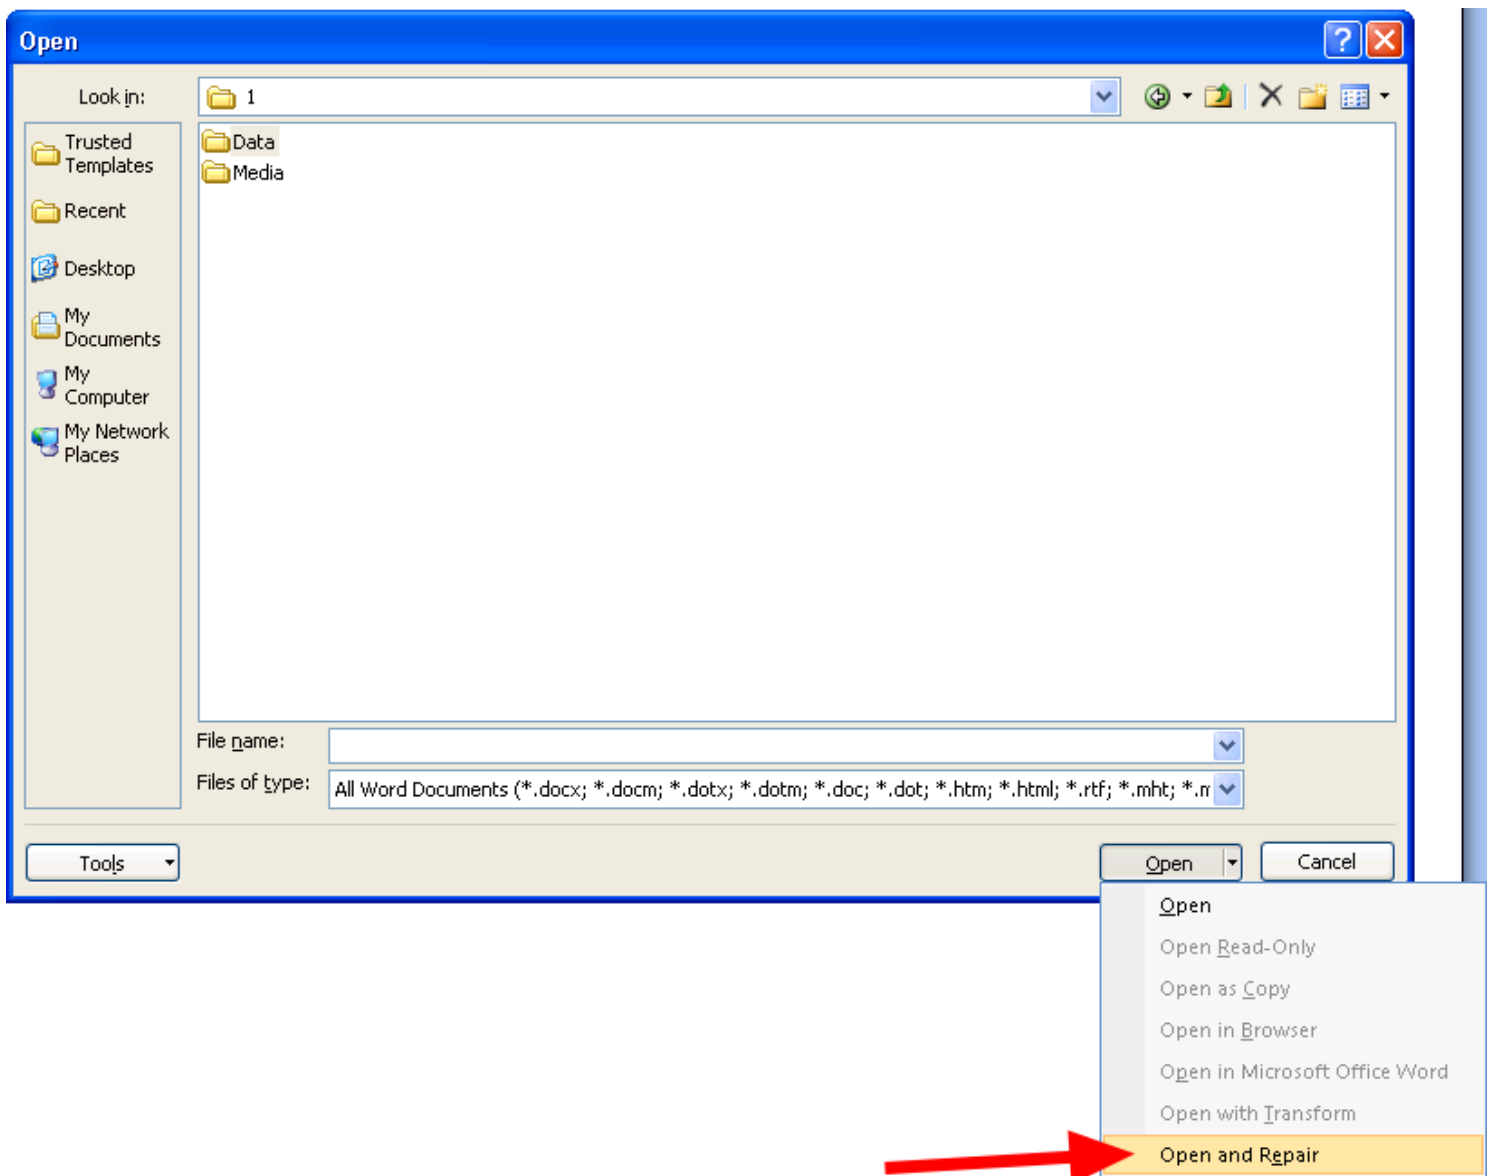 Open
Look in:
1
Trusted
Templates
Recent
Desktop
My
Documents
My
Computer
My Network
Places
Data
Media
File name:
Files of type:
All Word Documents (*.docx; *.docm; *.dotx; *.dotm; *.doc; *.dot; *.htm; *.html; *.rtf; *.mht; *.m
Tools
Open
Cancel
Open
Open Read-Only
Open as Copy
Open in Browser
Open in Microsoft Office Word
Open with Transform
Open and Repair